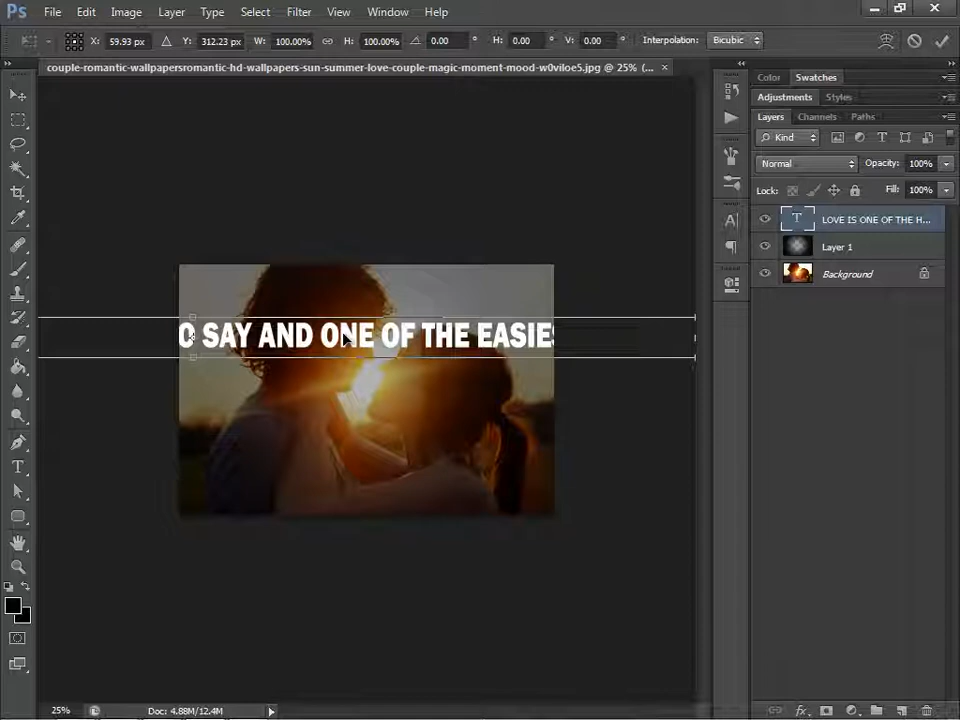 Ps File Edit Image Layer Type Select Filter View Window Help
X: 59.93 px Y: 312.23 px W: 100.00% H: 100.00% 0.00 ° H: 0.00 ° V: 0.00 ° Interpolation: Bicubic
couple-romantic-wallpapersromantic-hd-wallpapers-sun-summer-love-couple-magic-moment-mood-w0viloe5.jpg @ 25% (...
Color Swatches
Adjustments Styles
Layers Channels Paths
Kind
Normal Opacity: 100%
Lock: Fill: 100%
T LOVE IS ONE OF THE H...
Layer 1
Background
O SAY AND ONE OF THE EASIES
25% Doc: 4.88M/12.4M